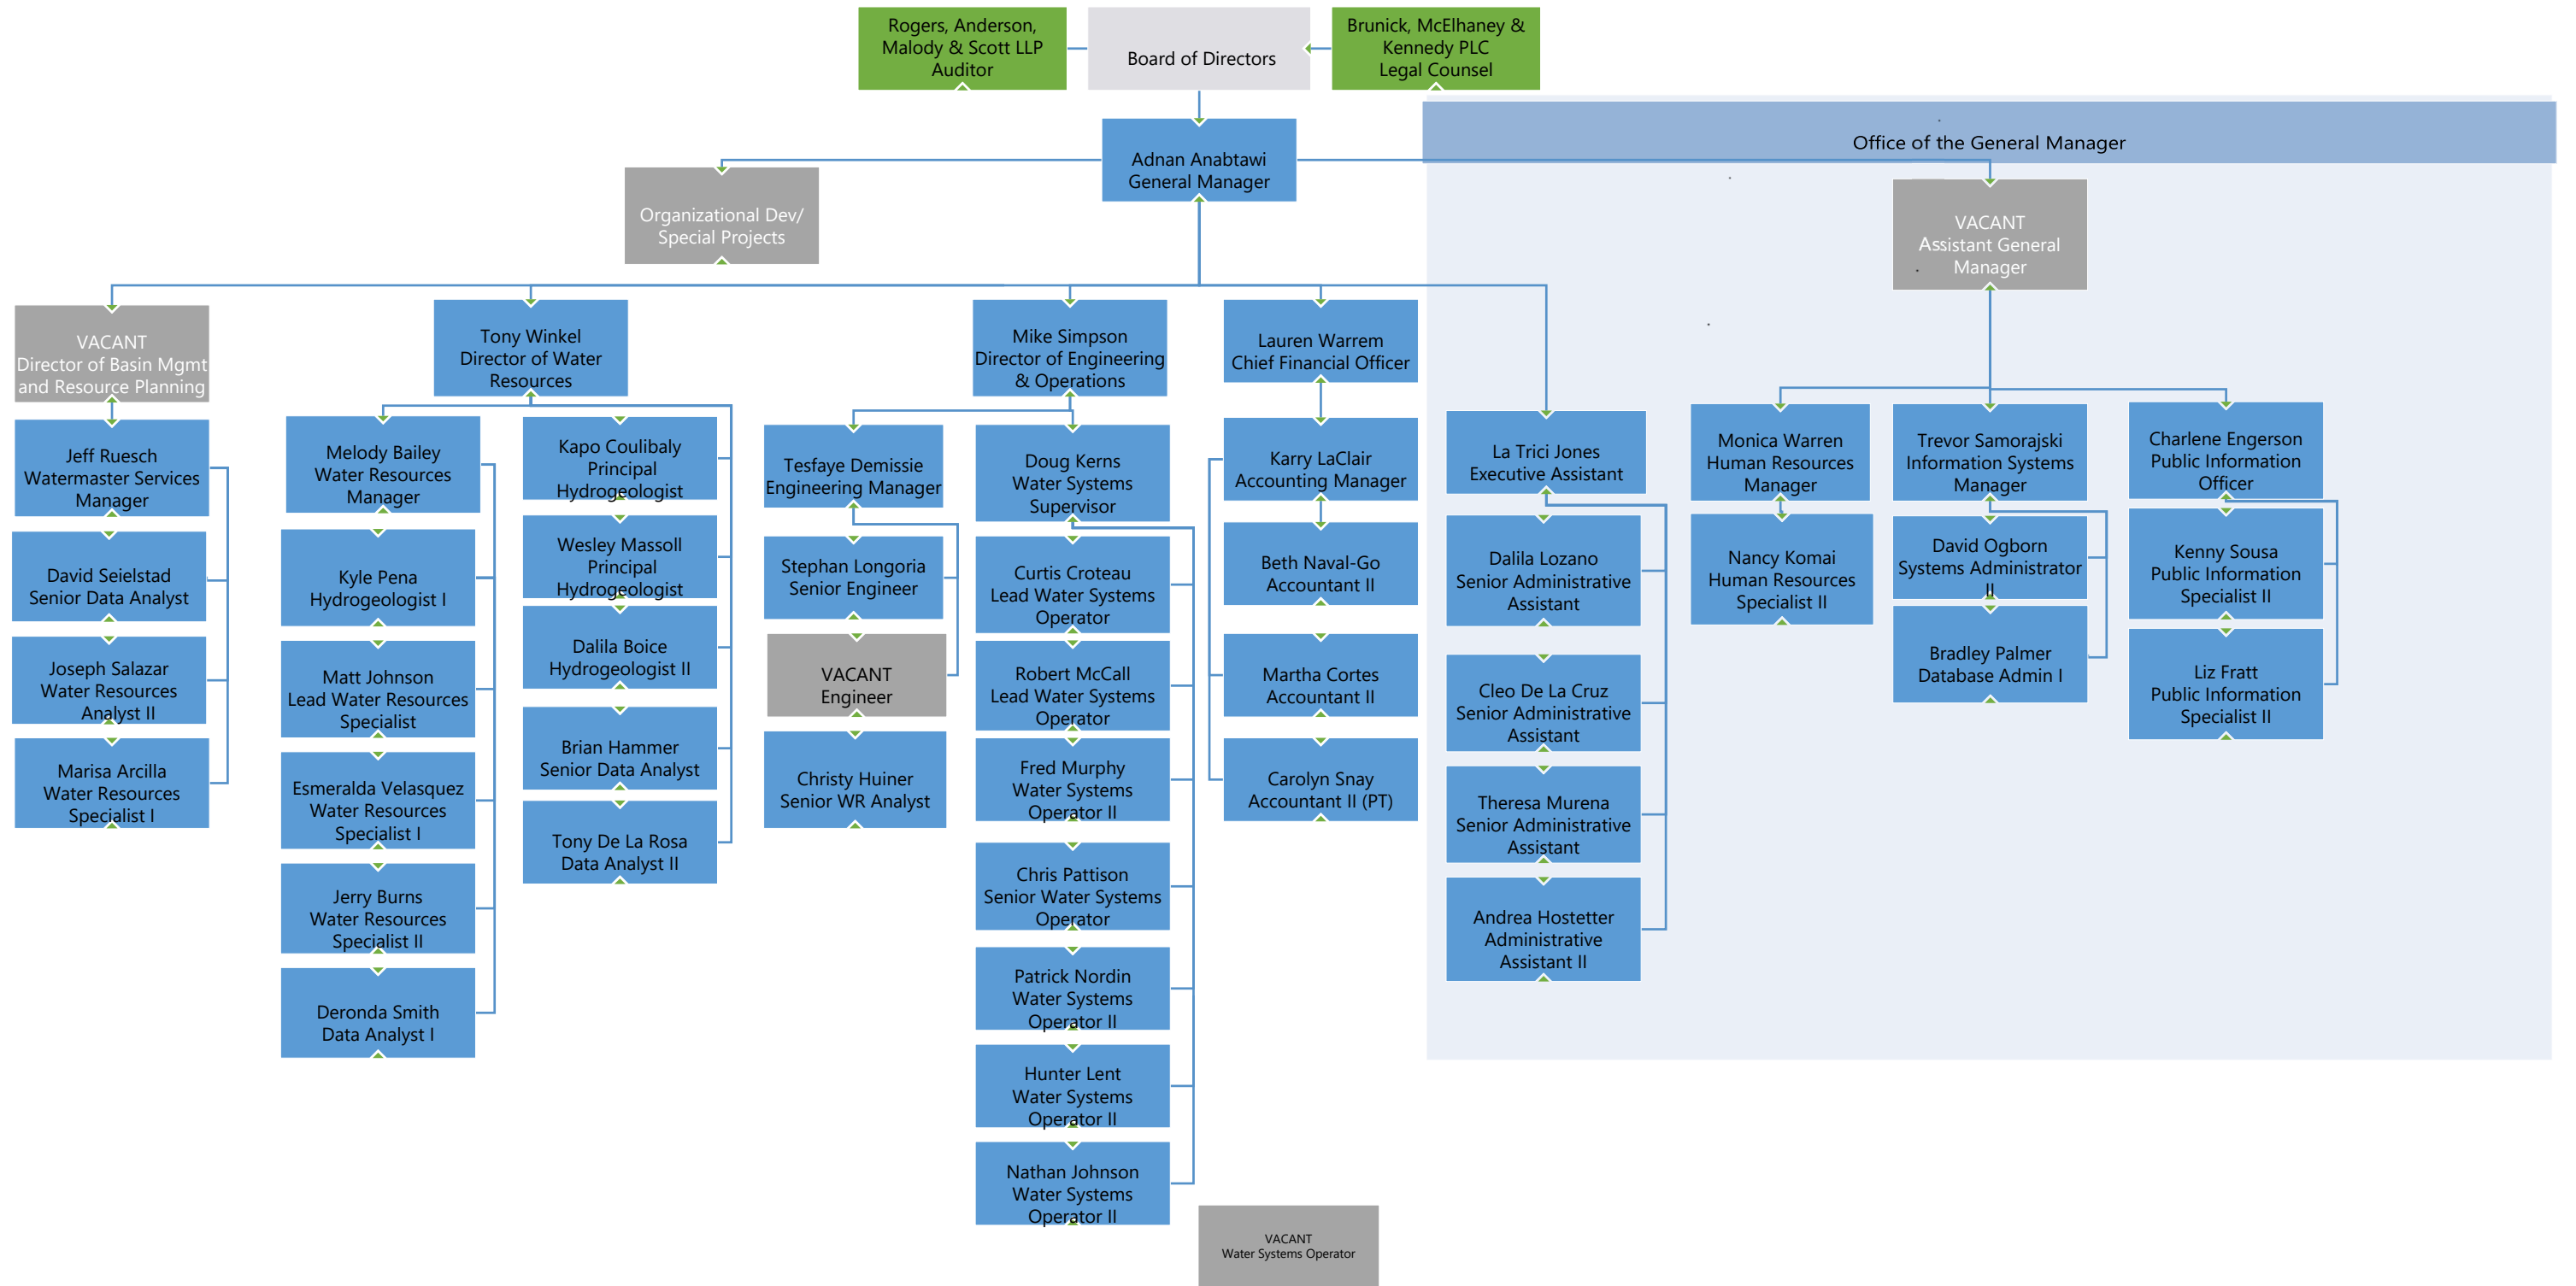 Rogers, Anderson,
Malody & Scott LLP
Auditor
Board of Directors
Brunick, McElhaney &
Kennedy PLC
Legal Counsel
Office of the General Manager
Adnan Anabtawi
General Manager
Organizational Dev/
Special Projects
VACANT
Assistant General
Manager
VACANT
Director of Basin Mgmt
and Resource Planning
Tony Winkel
Director of Water
Resources
Mike Simpson
Director of Engineering
& Operations
Lauren Warrem
Chief Financial Officer
Jeff Ruesch
Watermaster Services
Manager
David Seielstad
Senior Data Analyst
Joseph Salazar
Water Resources
Analyst II
Marisa Arcilla
Water Resources
Specialist I
Melody Bailey
Water Resources
Manager
Kyle Pena
Hydrogeologist I
Matt Johnson
Lead Water Resources
Specialist
Esmeralda Velasquez
Water Resources
Specialist I
Jerry Burns
Water Resources
Specialist II
Deronda Smith
Data Analyst I
Kapo Coulibaly
Principal
Hydrogeologist
Wesley Massoll
Principal
Hydrogeologist
Dalila Boice
Hydrogeologist II
Brian Hammer
Senior Data Analyst
Tony De La Rosa
Data Analyst II
Tesfaye Demissie
Engineering Manager
Stephan Longoria
Senior Engineer
VACANT
Engineer
Christy Huiner
Senior WR Analyst
Doug Kerns
Water Systems
Supervisor
Curtis Croteau
Lead Water Systems
Operator
Robert McCall
Lead Water Systems
Operator
Fred Murphy
Water Systems
Operator II
Chris Pattison
Senior Water Systems
Operator
Patrick Nordin
Water Systems
Operator II
Hunter Lent
Water Systems
Operator II
Nathan Johnson
Water Systems
Operator II
VACANT
Water Systems Operator
Karry LaClair
Accounting Manager
Beth Naval-Go
Accountant II
Martha Cortes
Accountant II
Carolyn Snay
Accountant II (PT)
La Trici Jones
Executive Assistant
Dalila Lozano
Senior Administrative
Assistant
Cleo De La Cruz
Senior Administrative
Assistant
Theresa Murena
Senior Administrative
Assistant
Andrea Hostetter
Administrative
Assistant II
Monica Warren
Human Resources
Manager
Nancy Komai
Human Resources
Specialist II
Trevor Samorajski
Information Systems
Manager
David Ogborn
Systems Administrator
II
Bradley Palmer
Database Admin I
Charlene Engerson
Public Information
Officer
Kenny Sousa
Public Information
Specialist II
Liz Fratt
Public Information
Specialist II